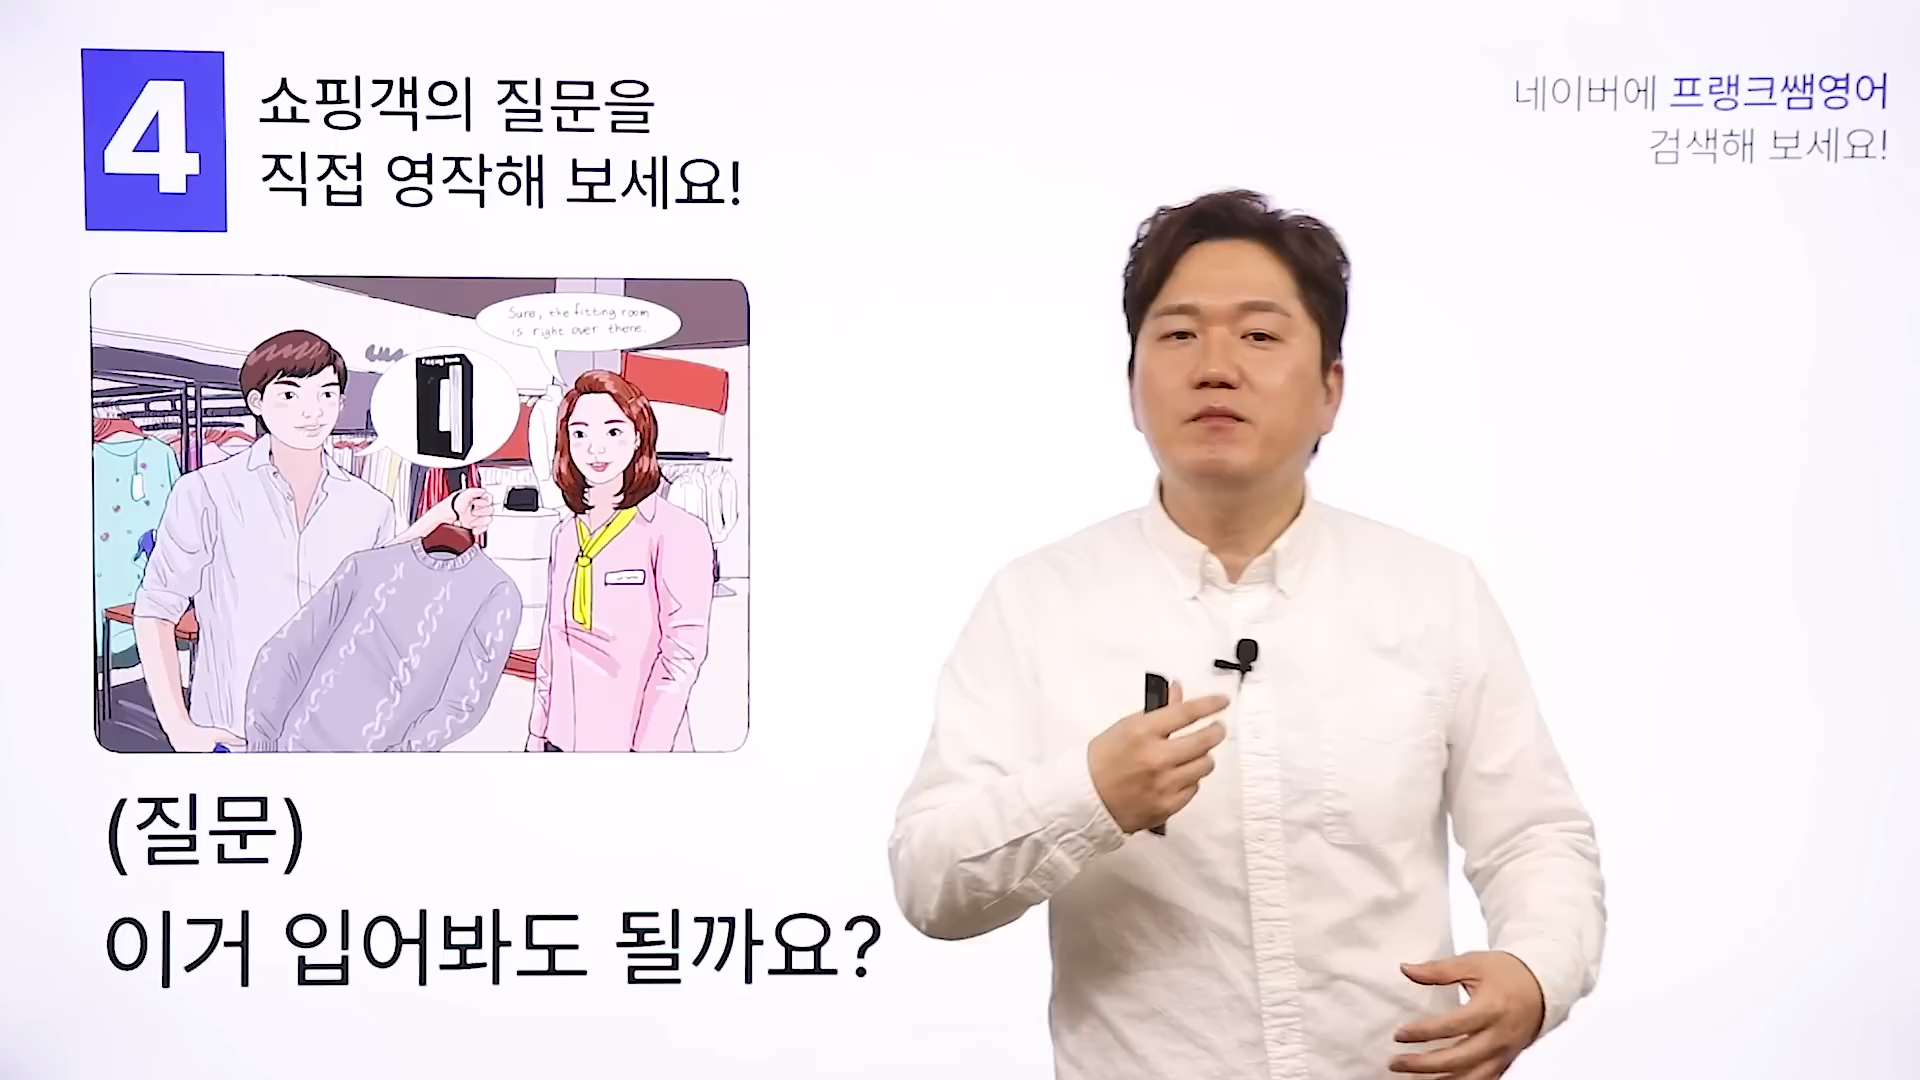 4
쇼핑객의 질문을
직접 영작해 보세요!
네이버에 프랭크쌤영어
검색해 보세요!
Sure, the fitting room
is right over there.
(질문)
이거 입어봐도 될까요?